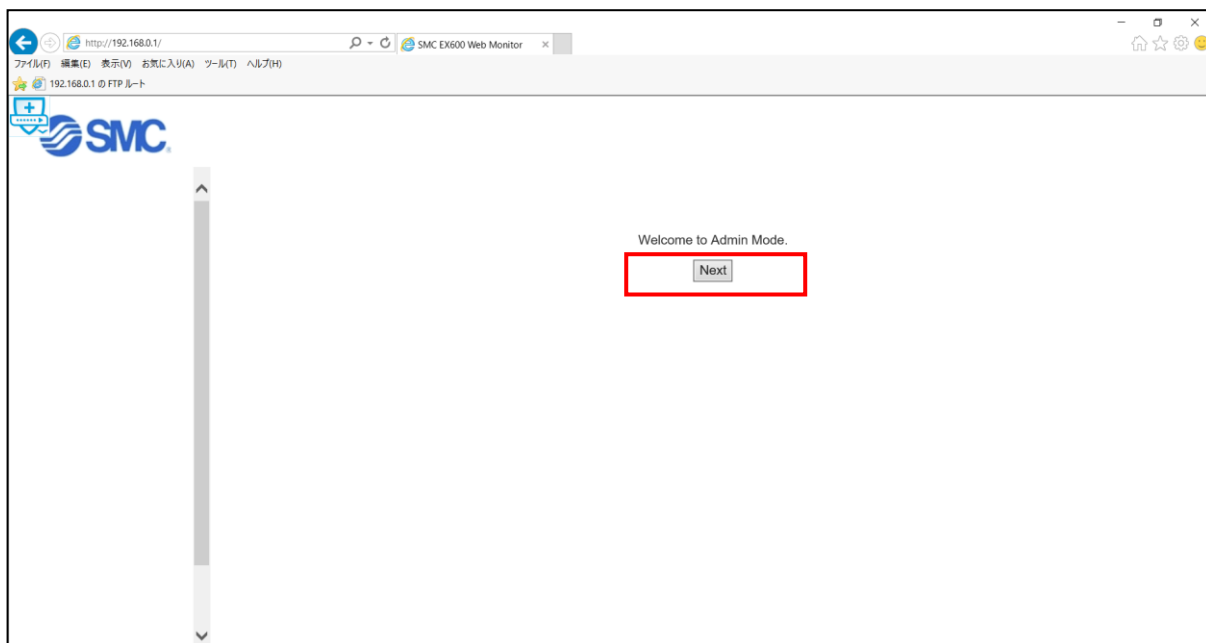 http://192.168.0.1/
SMC EX600 Web Monitor
ファイル(F) 編集(E) 表示(V) お気に入り(A) ツール(T) ヘルプ(H)
192.168.0.1 の FTP ルート
SMC
Welcome to Admin Mode.
Next